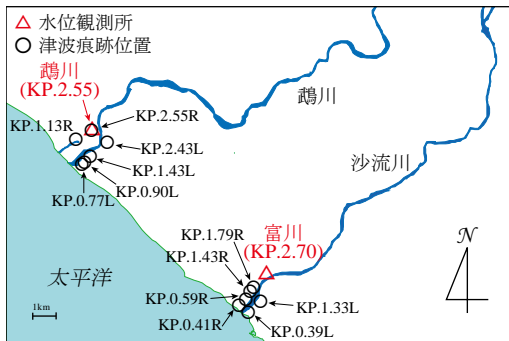 水位観測所
津波痕跡位置
鵡川
(KP.2.55)
KP.2.55R
KP.1.13R
KP.2.43L
KP.1.43L
KP.0.90L
KP.0.77L
鵡川
沙流川
富川
(KP.2.70)
KP.1.79R
KP.1.43R
KP.0.59R
KP.1.33L
KP.0.41R
KP.0.39L
太平洋
1km
N